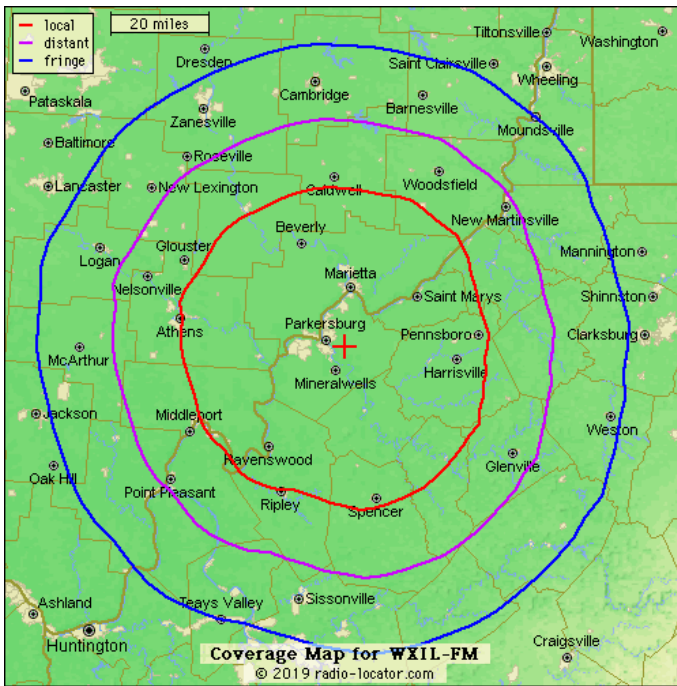 local
distant
fringe
20 miles
Tiltonsville
Washington
Dresden
Saint Clairsville
Wheeling
Pataskala
Cambridge
Barnesville
Zanesville
Moundsville
Baltimore
Roseville
Lancaster
New Lexington
Caldwell
Woodsfield
New Martinsville
Beverly
Logan
Glouster
Mannington
Nelsonville
Marietta
Saint Marys
Shinnston
Athens
Parkersburg
Pennsboro
Clarksburg
McArthur
Mineralwells
Harrisville
Jackson
Middleport
Weston
Ravenswood
Oak Hill
Glenville
Point Pleasant
Ripley
Spencer
Ashland
Teays Valley
Sissonville
Huntington
Craigsville
Coverage Map for WXIL-FM
© 2019 radio-locator.com